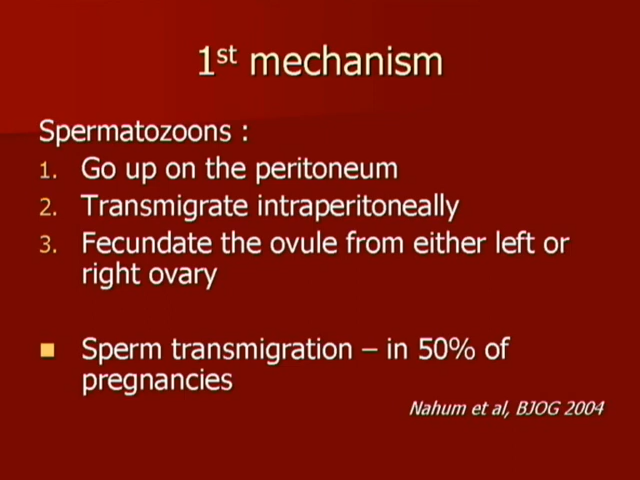 1st mechanism
Spermatozoons :
1. Go up on the peritoneum
2. Transmigrate intraperitoneally
3. Fecundate the ovule from either left or
right ovary
■ Sperm transmigration – in 50% of
pregnancies
Nahum et al, BJOG 2004